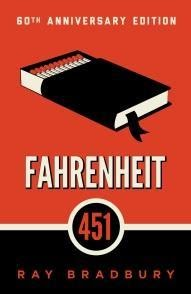 60TH ANNIVERSARY EDITION
FAHRENHEIT
451
RAY BRADBURY